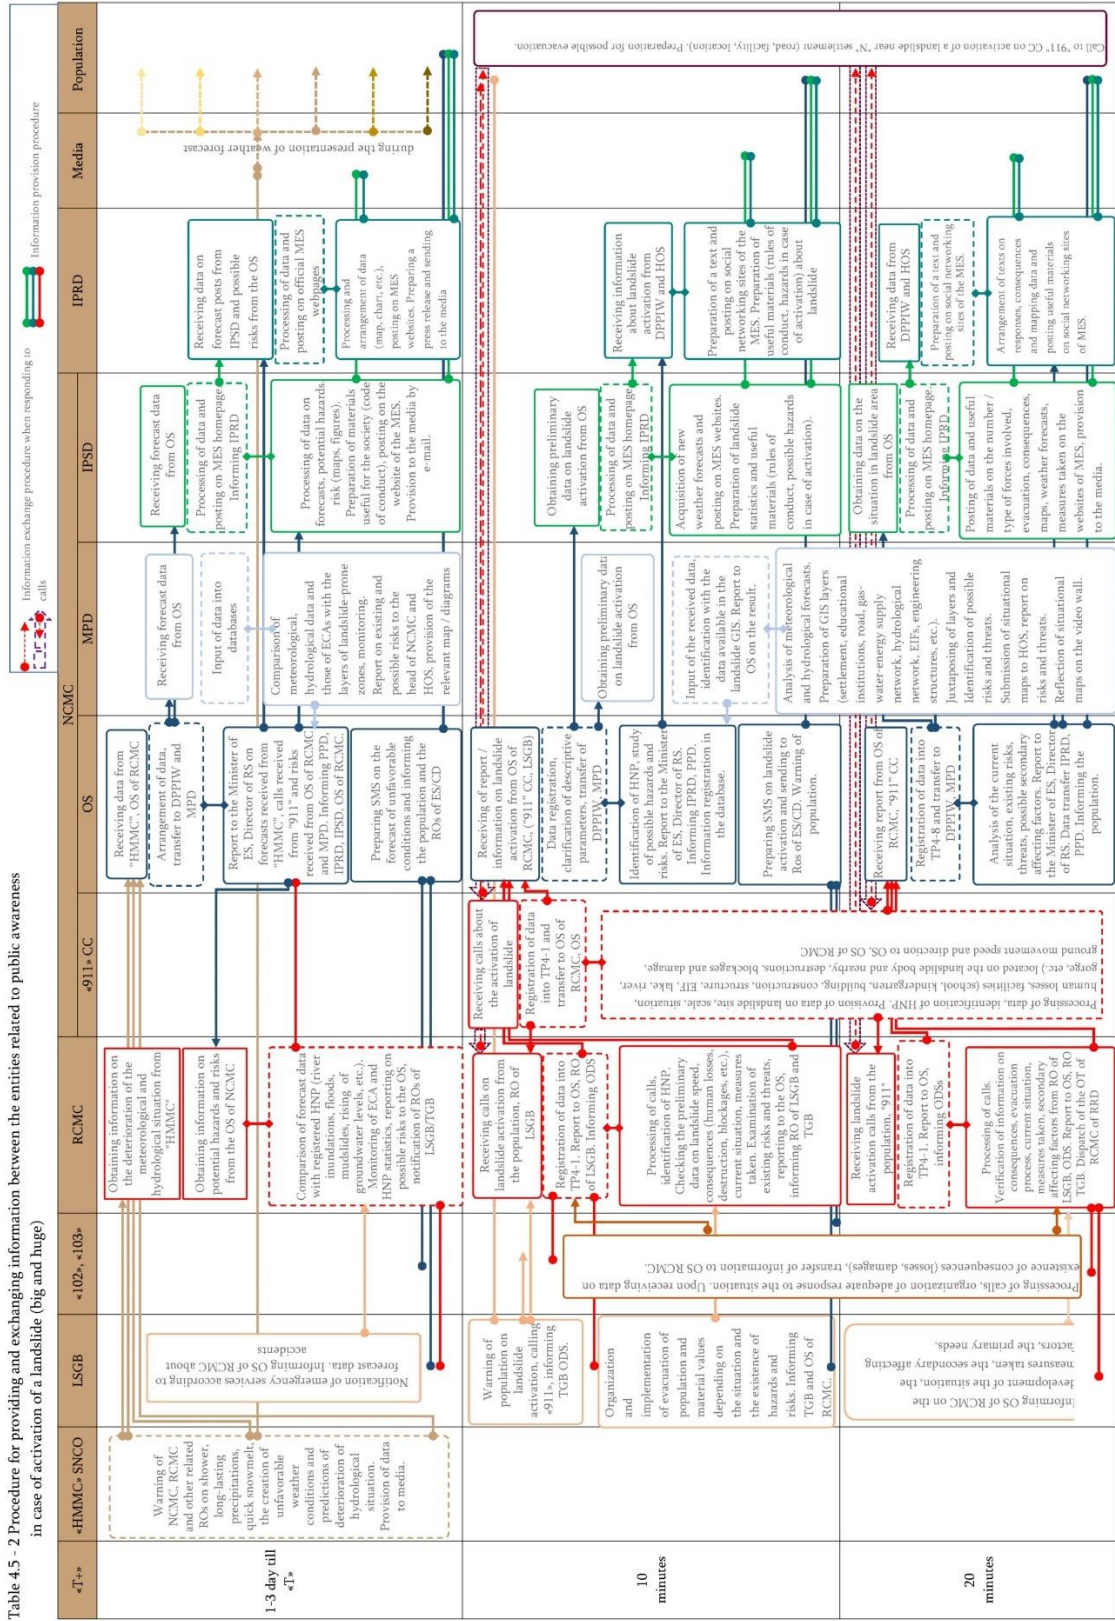 Table 4.5 - 2 Procedure for providing and exchanging information between the entities related to public awareness
in case of activation of a landslide (big and huge)
Information exchange procedure when responding to
calls
Information provision procedure
«T+»
«HMMC» SNCO
LSGB
«102», «103»
RCMC
«911» CC
NCMC
OS
MPD
IPSD
IPRD
Media
Population
1-3 day till
«T»
Warning of
NCMC, RCMC
and other related
ROs on shower,
long-lasting
precipitations,
quick snowmelt,
the creation of
unfavorable
weather
conditions and
predictions of
deterioration of
hydrological
situation.
Provision of data
to media.
Notification of emergency services according to
forecast data. Informing OS of RCMC about
accidents
Obtaining information on
the deterioration of the
meteorological and
hydrological situation from
"HMMC"
Obtaining information on
potential hazards and risks
from the OS of NCMC
Comparison of forecast data
with registered HNP (river
inundations, floods,
mudslides, rising of
groundwater levels, etc.).
Monitoring of ECA and
HNP statistics, reporting on
possible risks to the OS,
notification of ROs of
LSGB/TGB
Receiving data from
"HMMC", OS of RCMC
Arrangement of data,
transfer to DPPIW and
MPD
Report to the Minister of
ES, Director of RS on
forecasts received from
"HMMC", calls received
from "911" and risks
received from OS of RCMC
and MPD. Informing PPD,
IPRD, IPSD, OS of RCMC.
Preparing SMS on the
forecast of unfavorable
conditions and informing
the population and the
ROs of ES/CD
Receiving forecast data
from OS
Input of data into
databases
Comparison of
meteorological,
hydrological data and
those of ECAs with the
layers of landslide-prone
zones, monitoring.
Report on existing and
possible risks to the
head of NCMC and
HOS, provision of the
relevant map / diagrams
Receiving forecast data
from OS
Processing of data and
posting on MES homepage
Informing IPRD
Processing of data on
forecasts, potential hazards
risk (maps, figures).
Preparation of materials
useful for the society (code
of conduct), posting on the
website of the MES.
Provision to the media by
e-mail.
Receiving data on
forecast posts from
IPSD and possible
risks from the OS
Processing of data and
posting on official MES
webpages
Processing and
arrangement of data
(map, chart, etc.),
posting on MES
websites. Preparing a
press release and sending
to the media
during the presentation of weather forecast
10
minutes
Warning of
population on
landslide
activation, calling
«911», informing
TGB ODS.
Organization
and
implementation
of evacuation of
population and
material values
depending on
the situation and
the existence of
hazards and
risks. Informing
TGB and OS of
RCMC.
Processing of calls, organization of adequate response to the situation. Upon receiving data on
existence of consequences (losses, damages), transfer of information to OS RCMC.
Receiving calls on
landslide activation from
the population, RO of
LSGB
Registration of data into
TP4-1. Report to OS, RO
of LSGB. Informing ODS
Processing of calls,
identification of HNP.
Checking the preliminary
data on landslide speed,
consequences (human losses,
destruction, blockages, etc.),
current situation, measures
taken. Examination of
existing risks and threats,
reporting to the OS,
informing RO of LSGB and
TGB
Receiving calls about
the activation of
landslide
Registration of data
into TP4-1 and
transfer to OS of
RCMC, OS
Processing of data, identification of HNP. Provision of data on landslide site, scale, situation,
human losses, facilities (school, kindergarten, building, construction, structure, EIF, lake, river
gorge, etc.) located on the landslide body and nearby, destructions, blockages and damage,
ground movement speed and direction to OS, OS of RCMC
Receiving of report /
information on landslide
activation from OS of
RCMC, ("911" CC, LSGB)
Data registration,
clarification of descriptive
parameters, transfer to
DPPIW, MPD
Identification of HNP, study
of possible hazards and
risks. Report to the Minister
of ES, Director of RS.
Informing IPRD, PPD.
Information registration in
the database.
Preparing SMS on landslide
activation and sending to
Ros of ES/CD. Warning of
population.
Obtaining preliminary data
on landslide activation
from OS
Input of the received data,
identification with the
data available in the
landslide GIS. Report to
OS on the result.
Analysis of meteorological
and hydrological forecasts.
Preparation of GIS layers
(settlement, educational
institutions, road, gas-
water-energy supply
network, hydrological
network, EIFs, engineering
structures, etc.).
Juxtaposing of layers and
Identification of possible
risks and threats.
Submission of situational
maps to HOS, report on
risks and threats.
Reflection of situational
maps on the video wall.
Obtaining preliminary
data on landslide
activation from OS
Processing of data and
posting on MES homepage
Informing IPRD
Acquisition of new
weather forecasts and
posting on MES websites.
Preparation of landslide
statistics and useful
materials (rules of
conduct, possible hazards
in case of activation).
Receiving information
about landslide
activation from
DPPIW and HOS
Preparation of a text and
posting on social
networking sites of the
MES. Preparation of
useful materials (rules of
conduct, hazards in case
of activation) about
landslide
Call to "911" CC on activation of a landslide near "N" settlement (road, facility, location). Preparation for possible evacuation.
20
minutes
informing OS of RCMC on the
development of the situation, the
measures taken, the secondary affecting
factors, the primary needs.
Receiving landslide
activation calls from the
population, "911"
Registration of data into
TP4-1. Report to OS,
informing ODSs
Processing of calls.
Verification of information on
consequences, evacuation
process, current situation,
measures taken, secondary
affecting factors from RO of
LSGB, ODS. Report to OS, RO
TGB. Dispatch of the OT of
RCMC of RRD
Receiving report from OS of
RCMC, "911" CC
Registration of data into
TP4-8 and transfer to
DPPIW, MPD
Analysis of the current
situation, existing risks,
threats, possible secondary
affecting factors. Report to
the Minister of ES, Director
of RS. Data transfer IPRD,
PPD. Informing the
population
Obtaining data on the
situation in landslide area
from OS
Processing of data and
posting on MES homepage.
Informing IPRD
Posting of data and useful
materials on the number /
type of forces involved,
evacuation, consequences,
maps, weather forecasts,
measures taken on the
websites of MES, provision
to the media.
Receiving data from
DPPIW and HOS
Preparation of a text and
posting on social networking
sites of the MES.
Arrangement of texts on
responses, consequences
and mapping data and
posting useful materials
on social networking sites
of MES.